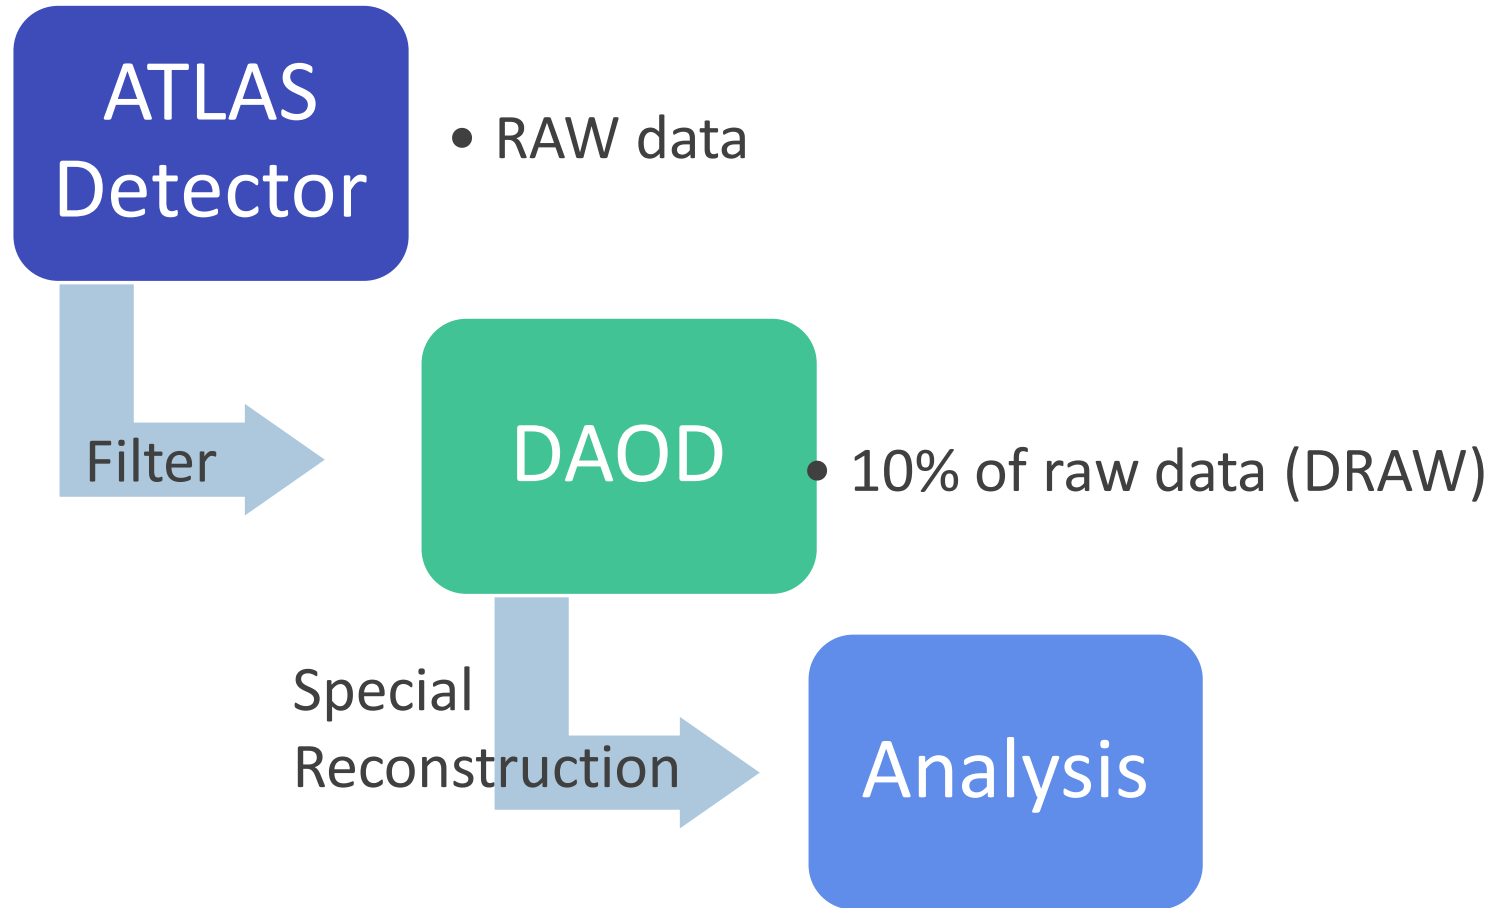 ATLAS
Detector
• RAW data
Filter
DAOD
• 10% of raw data (DRAW)
Special
Reconstruction
Analysis